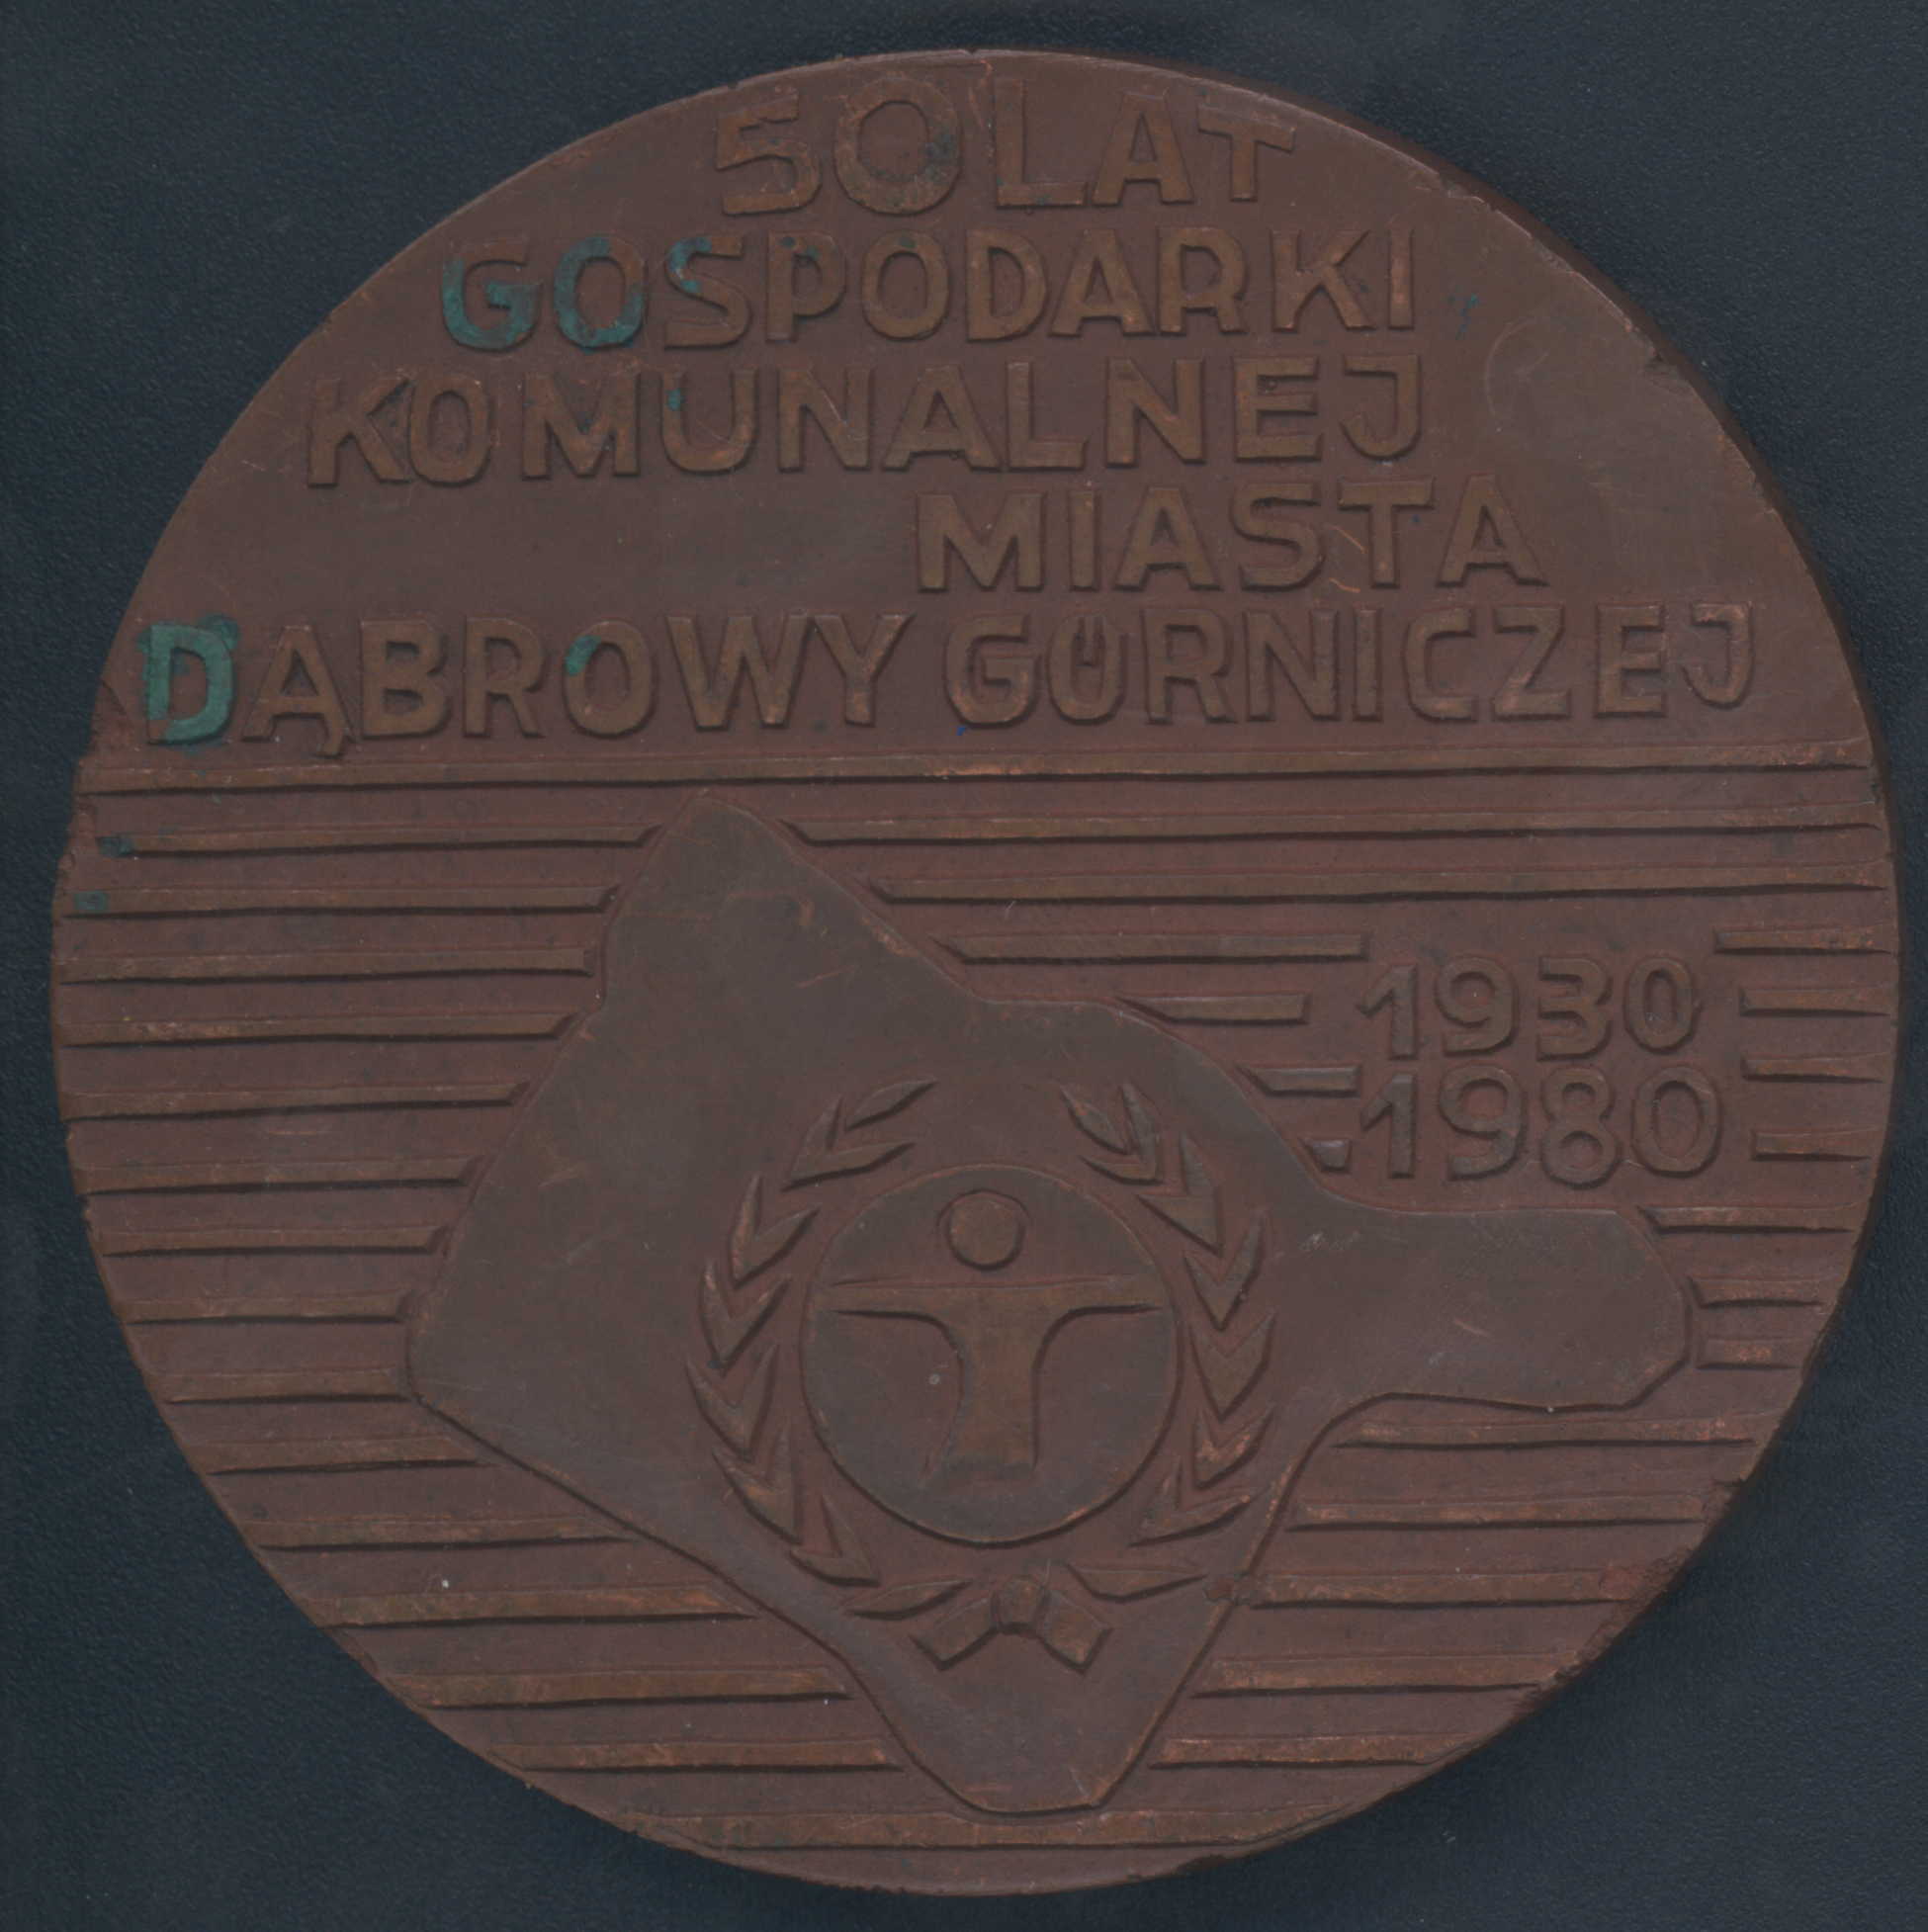 50 LAT
GOSPODARKI
KOMUNALNEJ
MIASTA
DĄBROWY GÓRNICZEJ
1930
1980